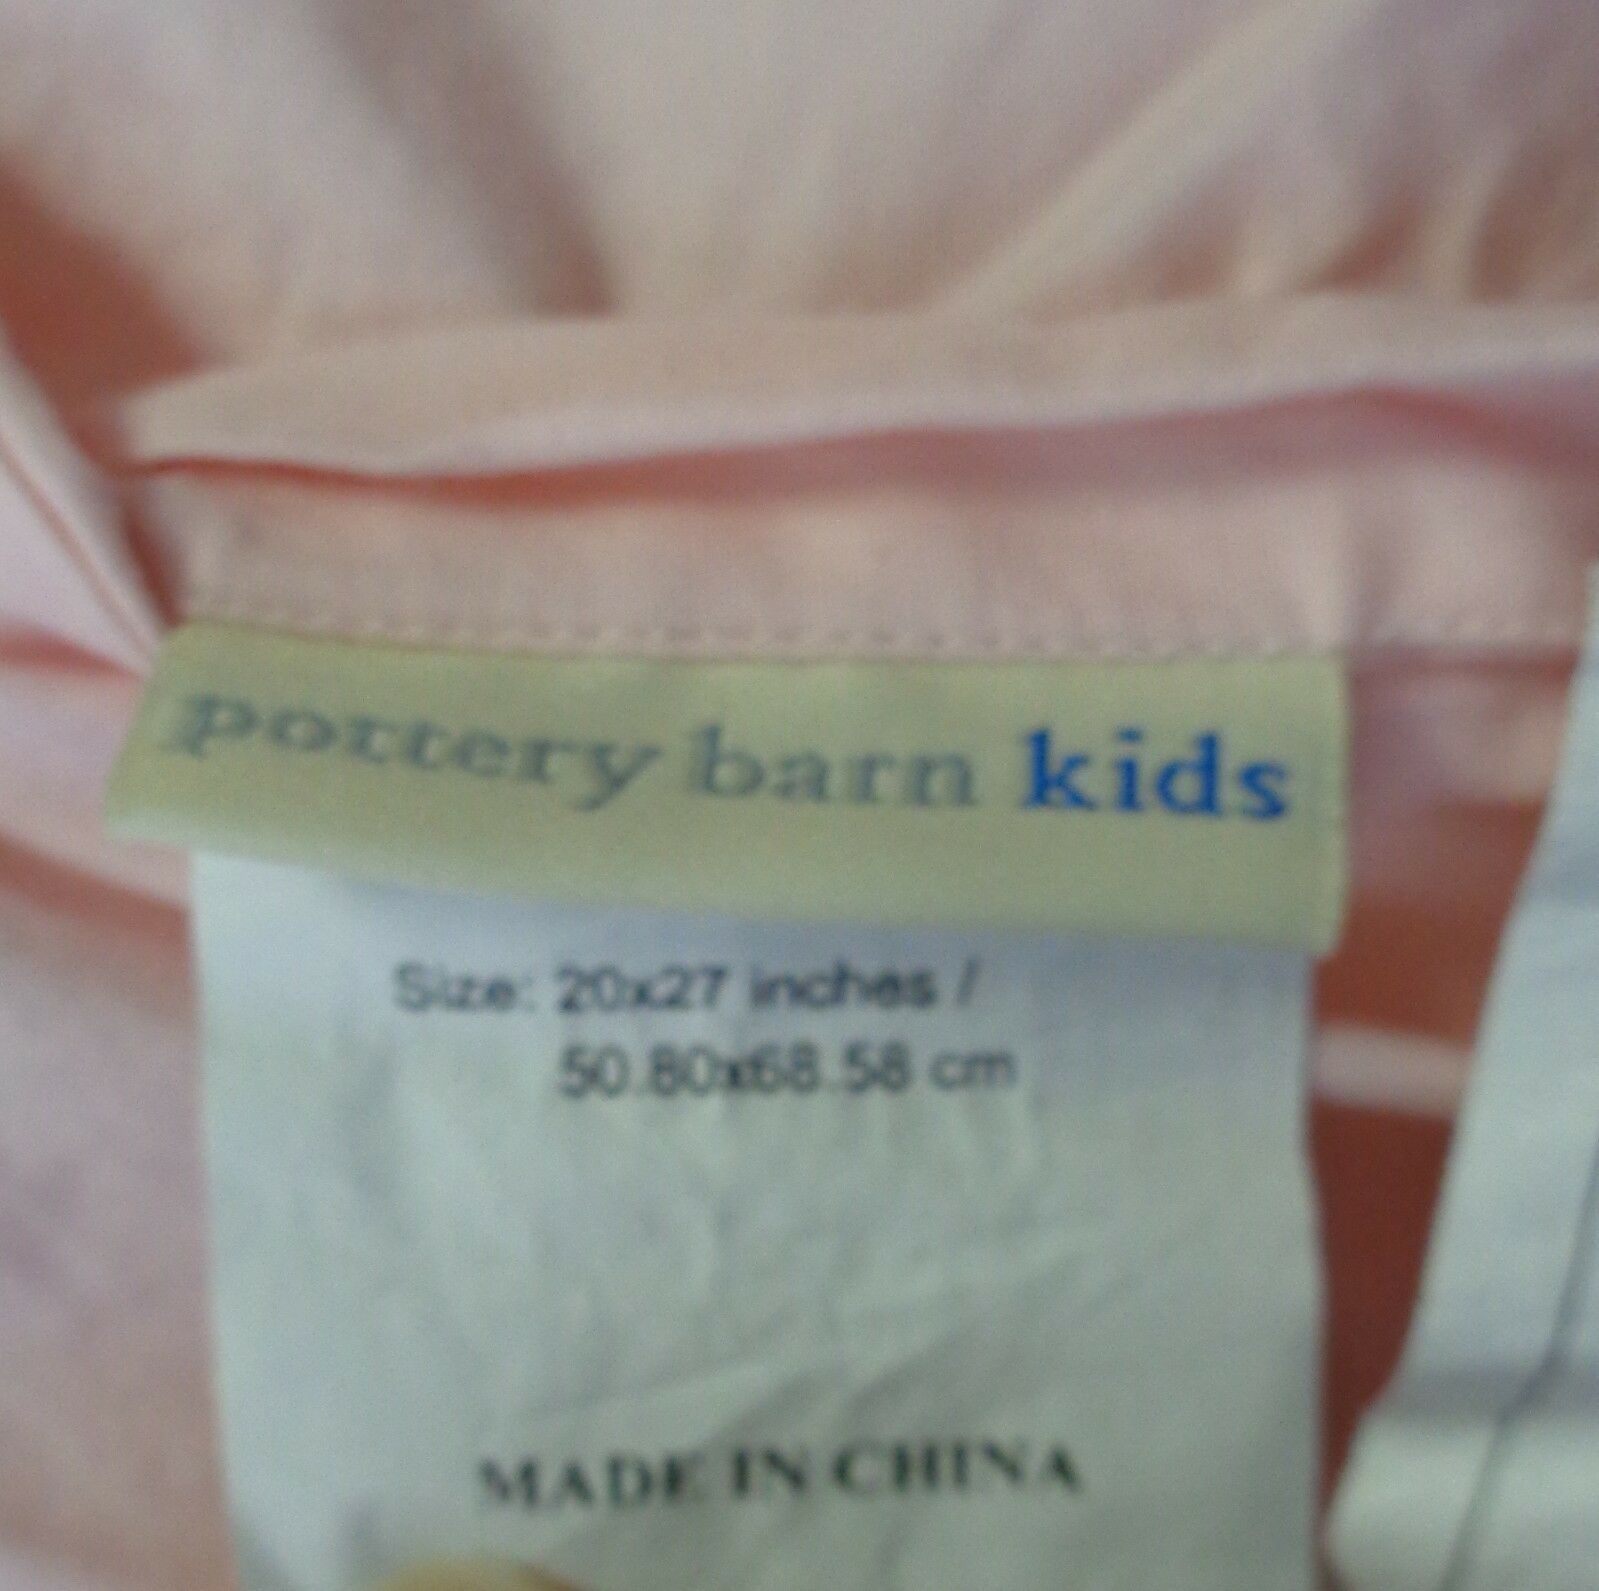 pottery barn kids
Size: 20x27 inches /
50.80x68.58 cm
MADE IN CHINA